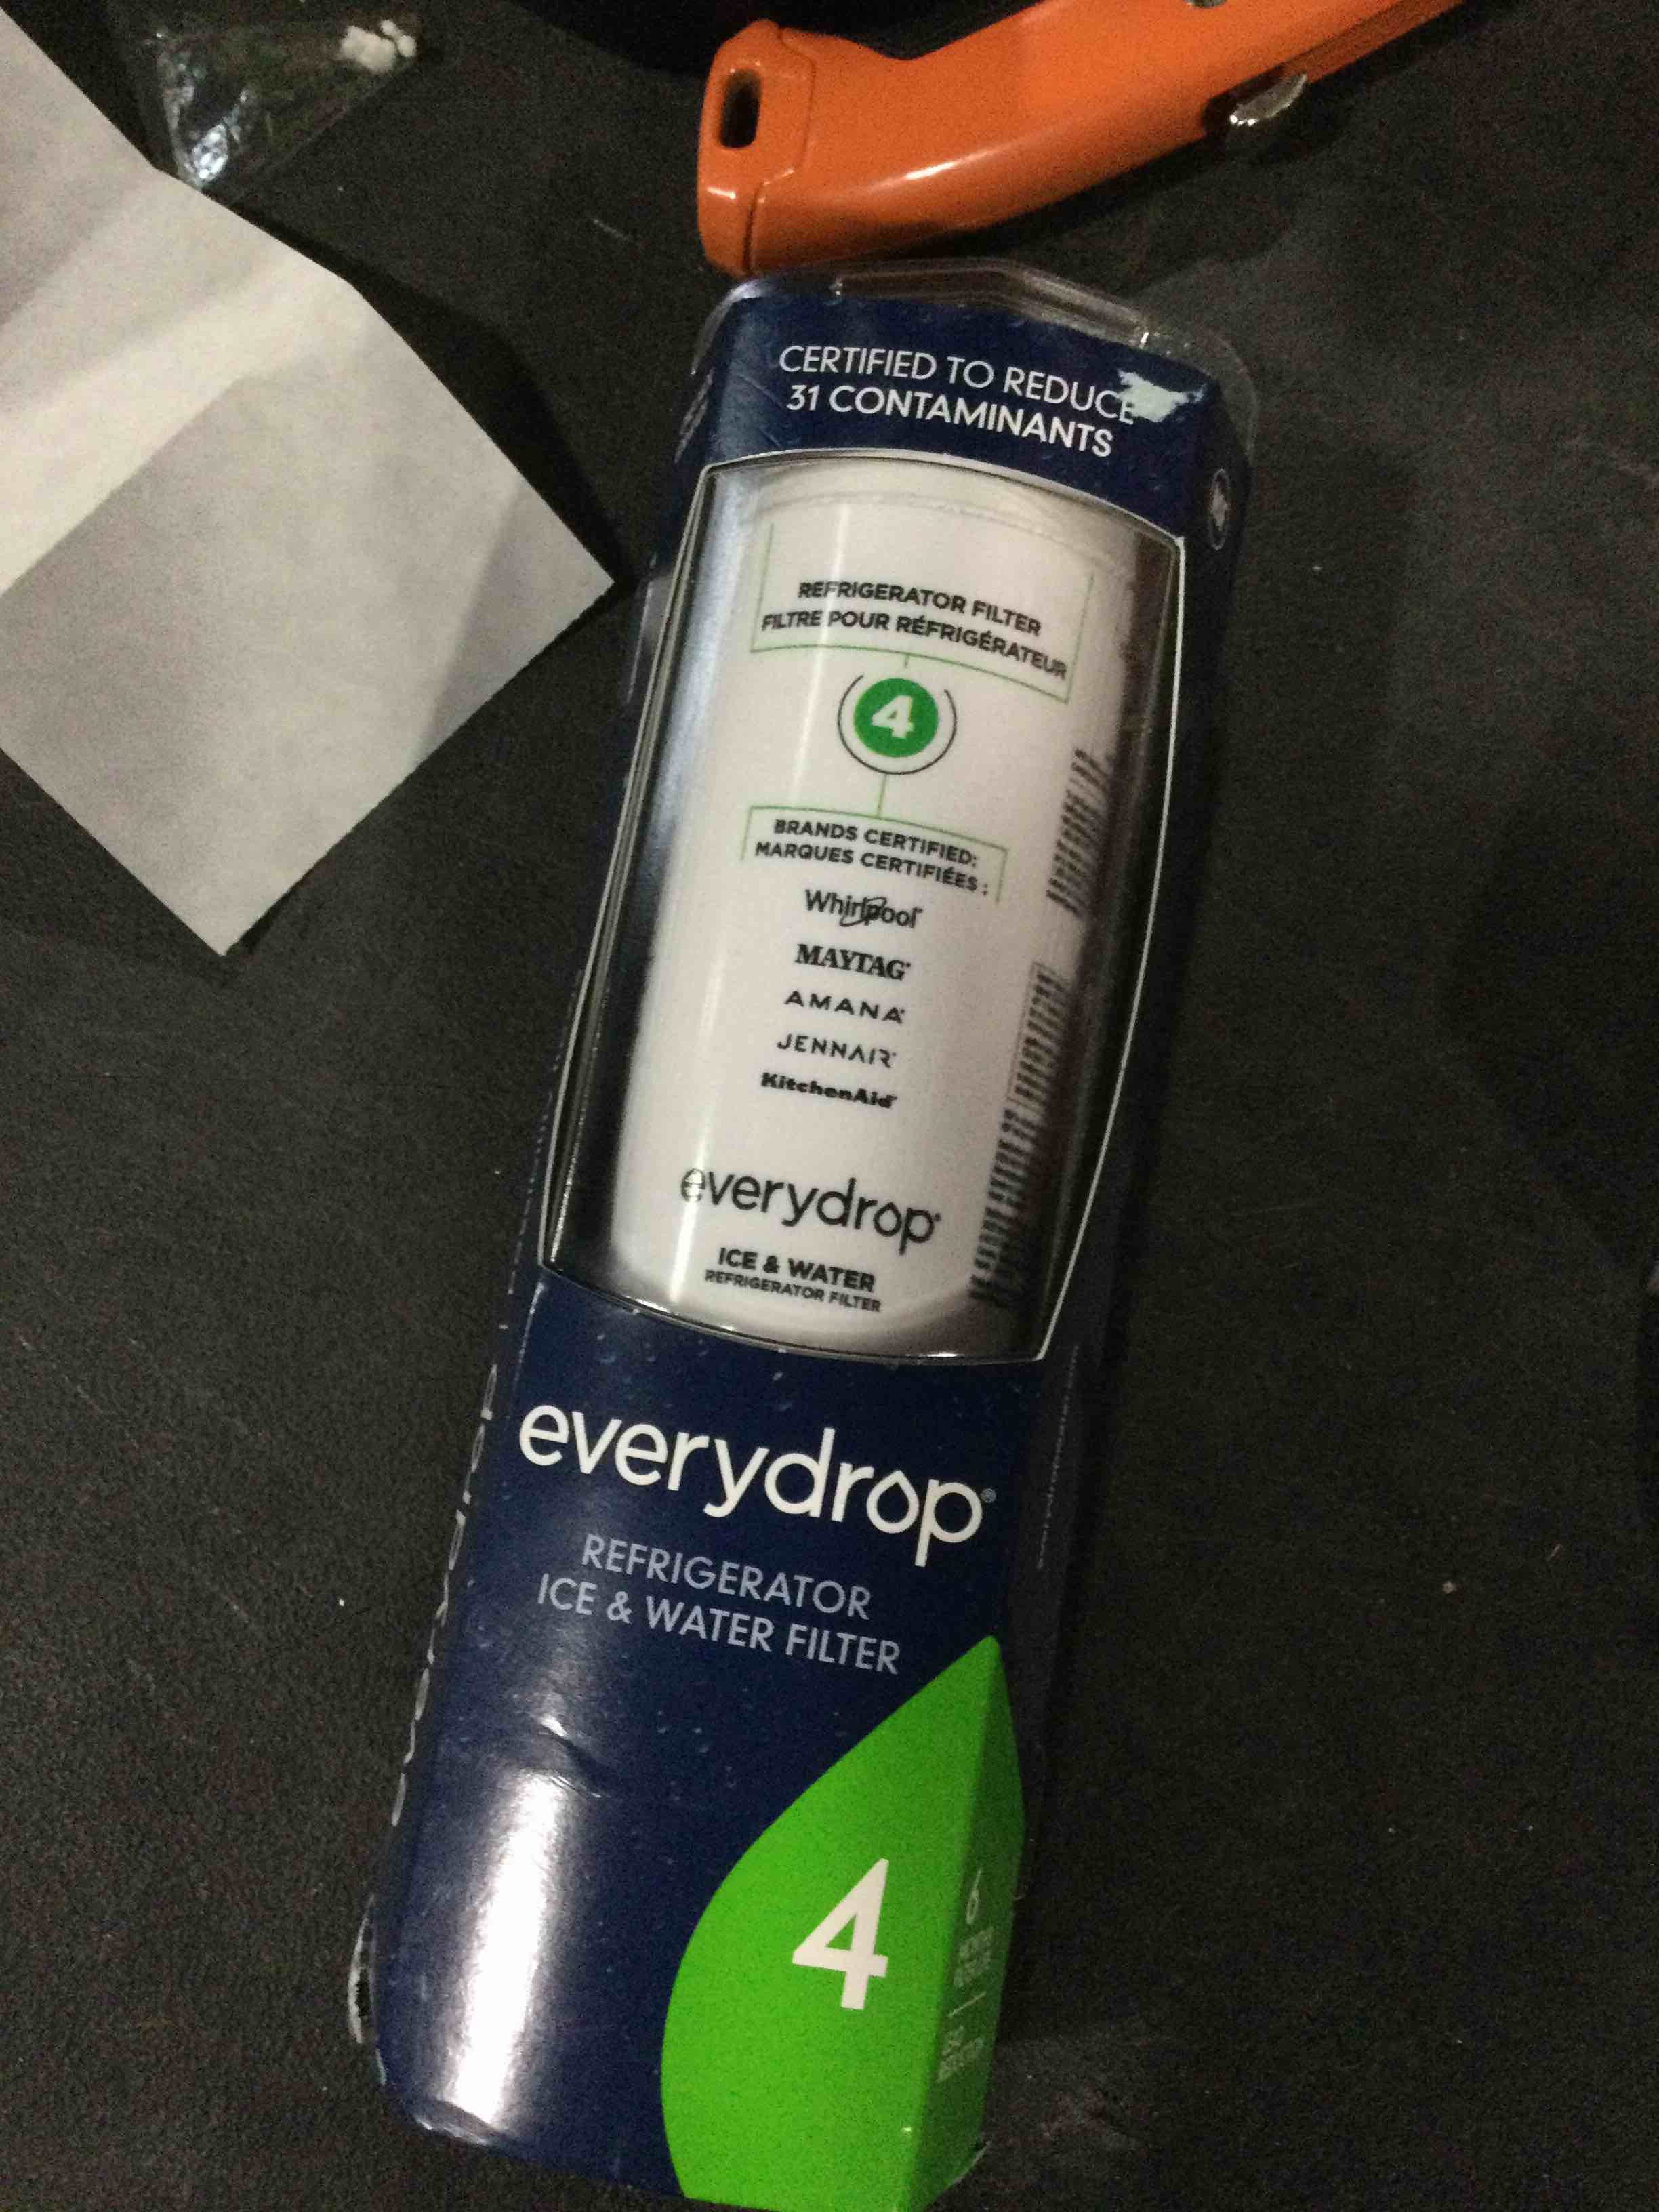 CERTIFIED TO REDUCE
31 CONTAMINANTS
REFRIGERATOR FILTER
FILTRE POUR RÉFRIGÉRATEUR
4
BRANDS CERTIFIED:
MARQUES CERTIFIÉES :
Whirlpool
MAYTAG
AMANA
JENNAIR
KitchenAid
everydrop
ICE & WATER
REFRIGERATOR FILTER
everydrop®
REFRIGERATOR
ICE & WATER FILTER
4
6